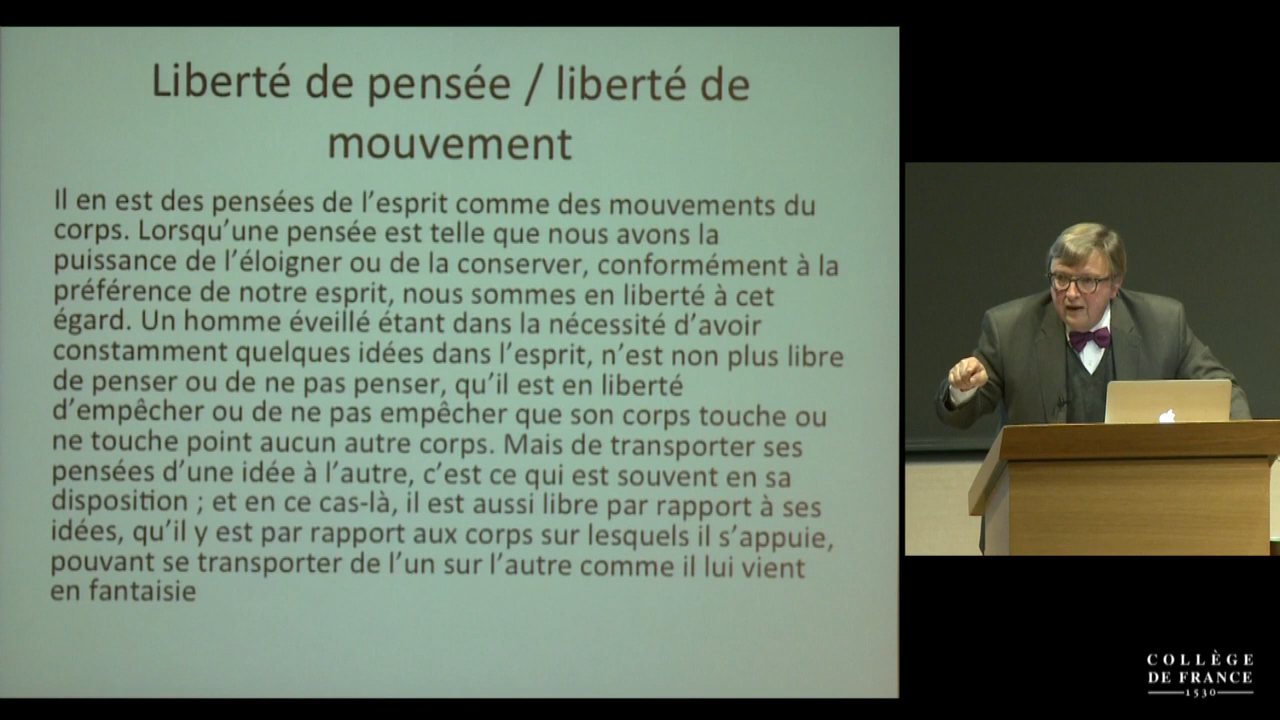 Liberté de pensée / liberté de
mouvement
Il en est des pensées de l’esprit comme des mouvements du
corps. Lorsqu’une pensée est telle que nous avons la
puissance de l’éloigner ou de la conserver, conformément à la
préférence de notre esprit, nous sommes en liberté à cet
égard. Un homme éveillé étant dans la nécessité d’avoir
constamment quelques idées dans l’esprit, n’est non plus libre
de penser ou de ne pas penser, qu’il est en liberté
d’empêcher ou de ne pas empêcher que son corps touche ou
ne touche point aucun autre corps. Mais de transporter ses
pensées d’une idée à l’autre, c’est ce qui est souvent en sa
disposition ; et en ce cas-là, il est aussi libre par rapport à ses
idées, qu’il y est par rapport aux corps sur lesquels il s’appuie,
pouvant se transporter de l’un sur l’autre comme il lui vient
en fantaisie
COLLÈGE
DE FRANCE
1530